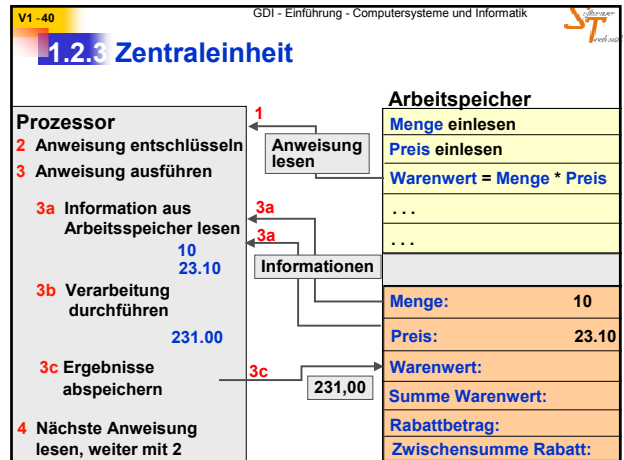 V1 - 40
GDI - Einführung - Computersysteme und Informatik
1.2.3 Zentraleinheit
Prozessor
2 Anweisung entschlüsseln
3 Anweisung ausführen
3a Information aus
Arbeitsspeicher lesen
10
23.10
3b Verarbeitung
durchführen
231.00
3c Ergebnisse
abspeichern
4 Nächste Anweisung
lesen, weiter mit 2
1
Anweisung
lesen
3a
3a
Informationen
3c
231,00
Arbeitspeicher
Menge einlesen
Preis einlesen
Warenwert = Menge * Preis
. . .
. . .
Menge: 10
Preis: 23.10
Warenwert:
Summe Warenwert:
Rabattbetrag:
Zwischensumme Rabatt: